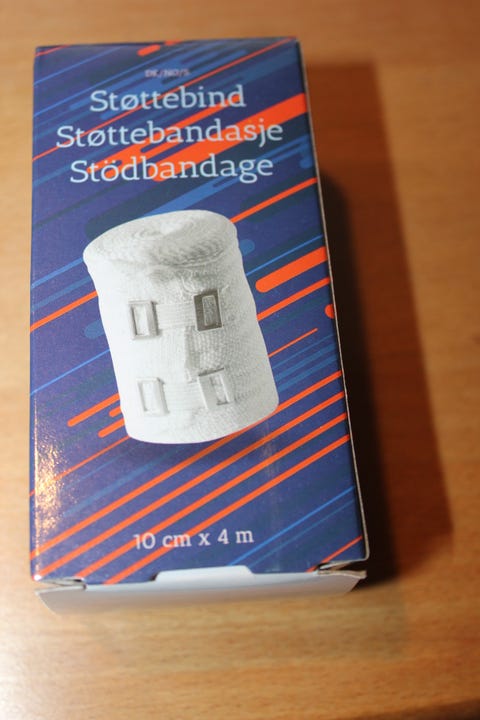 DK/NO/S
Støttebind
Støttebandasje
Stödbandage
10 cm x 4 m